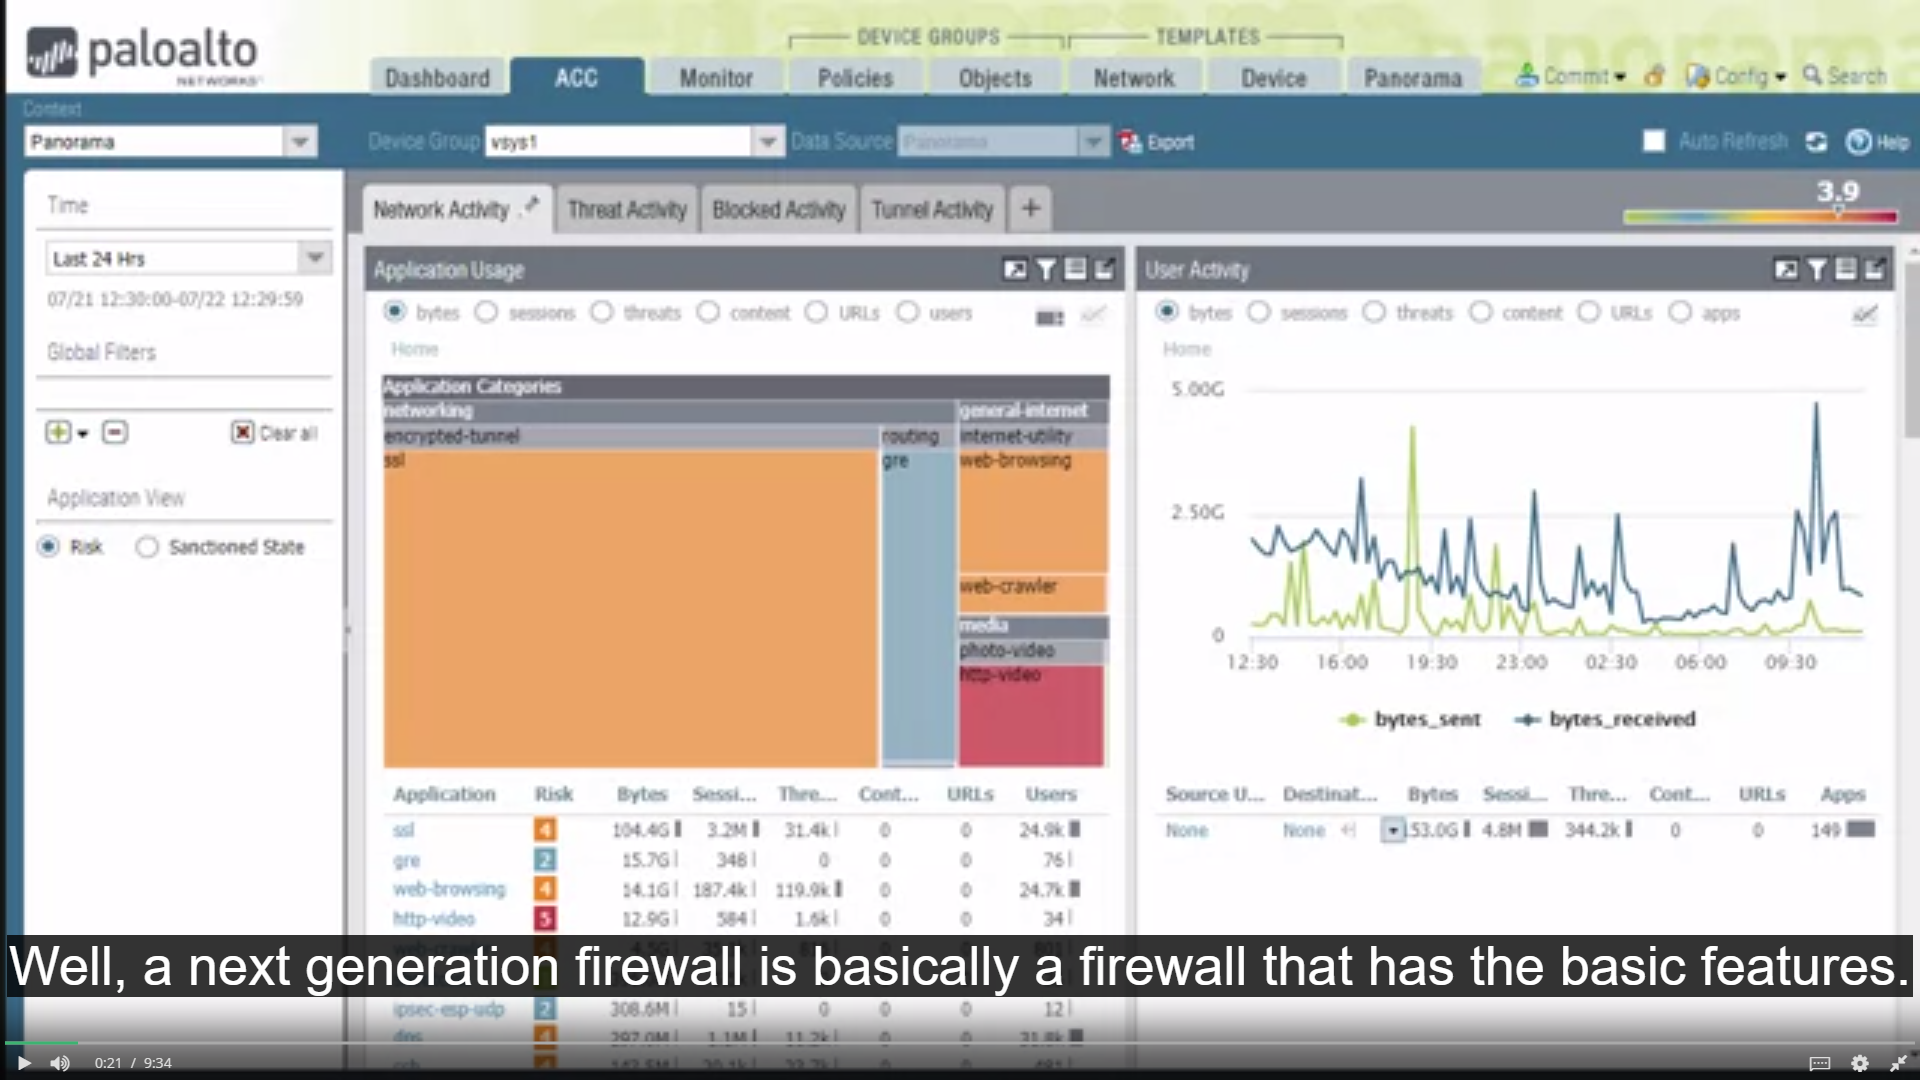 paloalto
NETWORKS
DEVICE GROUPS
TEMPLATES
Dashboard ACC Monitor Policies Objects Network Device Panorama
Commit Config Search
Context
Panorama
Device Group vsys1 Data Source Panorama Export
Auto Refresh Help
Time
Last 24 Hrs
07/21 12:30:00-07/22 12:29:59
Global Filters
Clear all
Application View
Risk Sanctioned State
Network Activity Threat Activity Blocked Activity Tunnel Activity +
3.9
Application Usage
bytes sessions threats content URLs users
Home
Application Categories
networking general-internet
encrypted-tunnel routing internet-utility
ssl gre web-browsing
web-crawler
media
photo-video
http-video
Application Risk Bytes Sessi... Thre... Cont... URLs Users
ssl 4 104.4G 3.2M 31.4k 0 0 24.9k
gre 2 15.7G 348 0 0 0 76
web-browsing 4 14.1G 187.4k 119.9k 0 0 24.7k
http-video 5 12.9G 584 1.6k 0 0 34
ipsec-esp-udp 2 308.6M 15 0 0 0 12
dns 4 297.0M 1.1M 11.2k 0 0 31.8k
User Activity
bytes sessions threats content URLs apps
Home
5.00G
2.50G
0
12:30 16:00 19:30 23:00 02:30 06:00 09:30
bytes_sent bytes_received
Source U... Destinat... Bytes Sessi... Thre... Cont... URLs Apps
None None 53.0G 4.8M 344.2k 0 0 149
Well, a next generation firewall is basically a firewall that has the basic features.
0:21 / 9:34